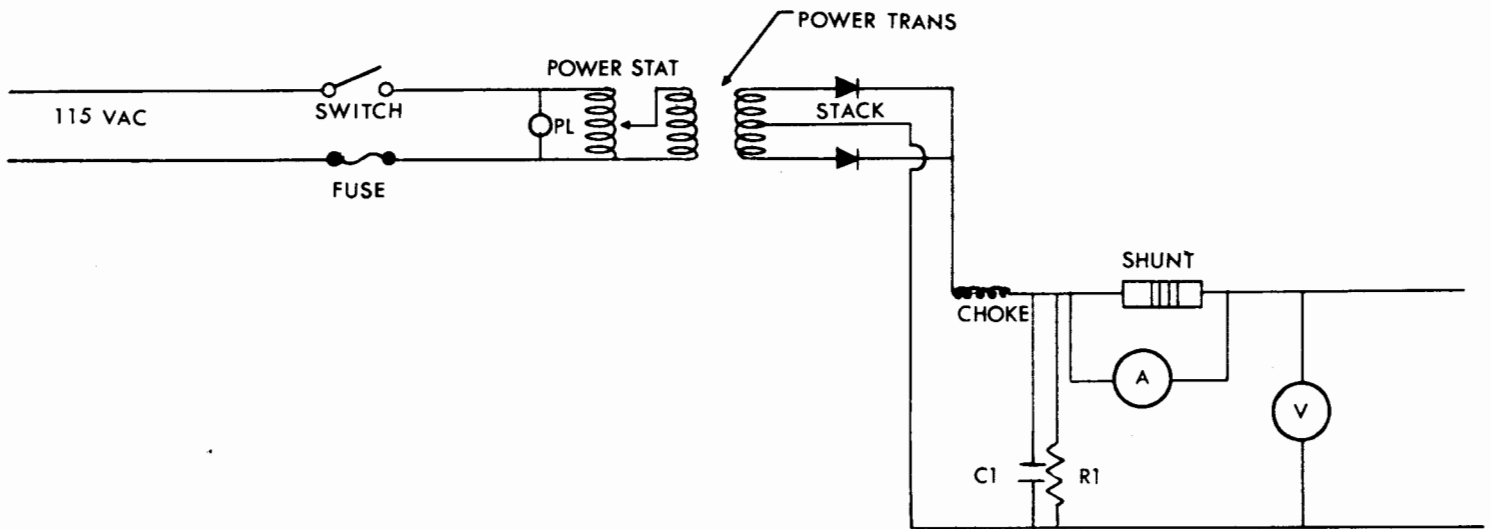 POWER TRANS
POWER STAT
115 VAC
SWITCH
PL
STACK
FUSE
SHUNT
CHOKE
A
V
C1
R1